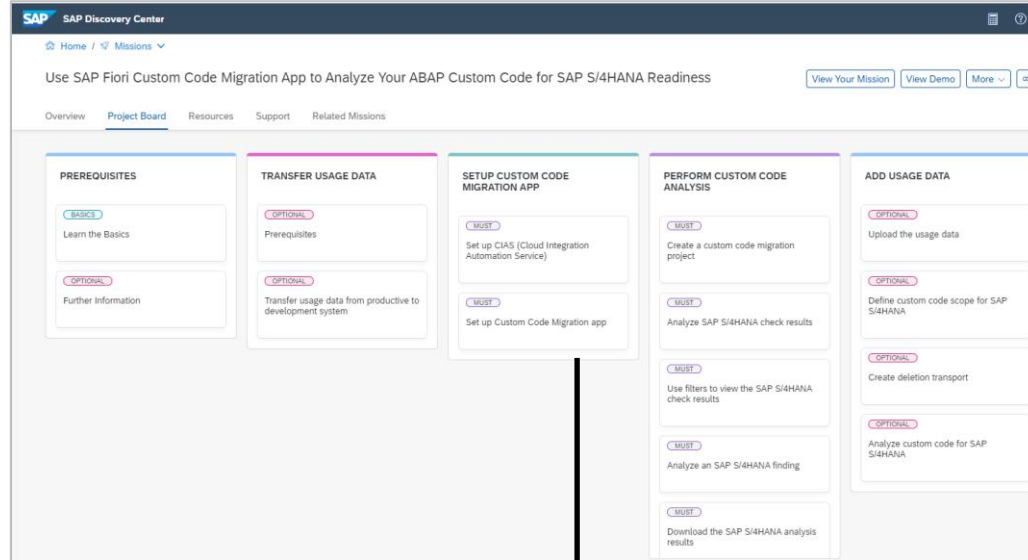 SAP SAP Discovery Center
Home / Missions
Use SAP Fiori Custom Code Migration App to Analyze Your ABAP Custom Code for SAP S/4HANA Readiness
View Your Mission View Demo More
Overview Project Board Resources Support Related Missions
PREREQUISITES
BASICS
Learn the Basics
OPTIONAL
Further Information
TRANSFER USAGE DATA
OPTIONAL
Prerequisites
OPTIONAL
Transfer usage data from productive to
development system
SETUP CUSTOM CODE
MIGRATION APP
MUST
Set up CIAS (Cloud Integration
Automation Service)
MUST
Set up Custom Code Migration app
PERFORM CUSTOM CODE
ANALYSIS
MUST
Create a custom code migration
project
MUST
Analyze SAP S/4HANA check results
MUST
Use filters to view the SAP S/4HANA
check results
MUST
Analyze an SAP S/4HANA finding
MUST
Download the SAP S/4HANA analysis
results
ADD USAGE DATA
OPTIONAL
Upload the usage data
OPTIONAL
Define custom code scope for SAP
S/4HANA
OPTIONAL
Create deletion transport
OPTIONAL
Analyze custom code for SAP
S/4HANA